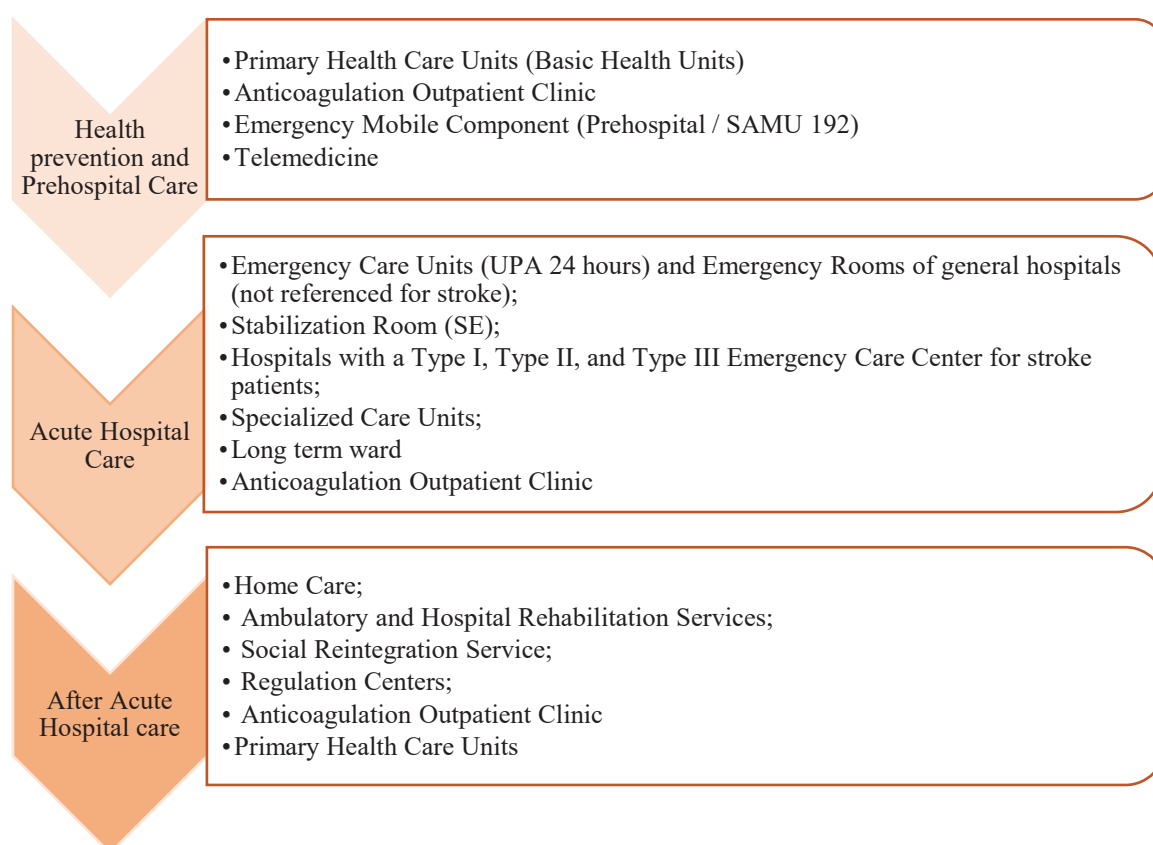 Health
prevention and
Prehospital Care
•Primary Health Care Units (Basic Health Units)
•Anticoagulation Outpatient Clinic
•Emergency Mobile Component (Prehospital / SAMU 192)
•Telemedicine
Acute Hospital
Care
•Emergency Care Units (UPA 24 hours) and Emergency Rooms of general hospitals
(not referenced for stroke);
•Stabilization Room (SE);
•Hospitals with a Type I, Type II, and Type III Emergency Care Center for stroke
patients;
•Specialized Care Units;
•Long term ward
•Anticoagulation Outpatient Clinic
After Acute
Hospital care
•Home Care;
• Ambulatory and Hospital Rehabilitation Services;
• Social Reintegration Service;
• Regulation Centers;
• Anticoagulation Outpatient Clinic
•Primary Health Care Units